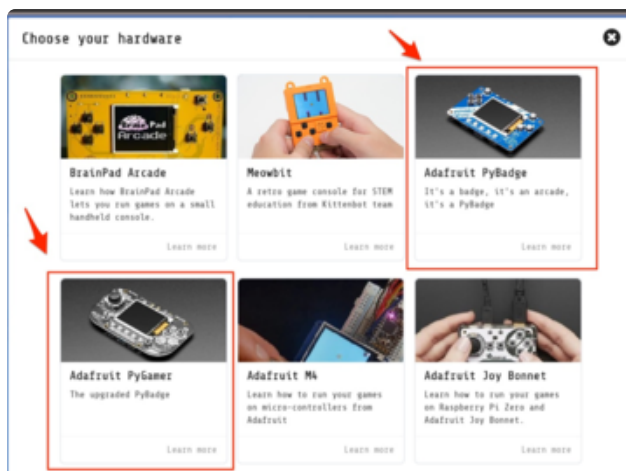 Choose your hardware
BrainPad
Arcade
BrainPad Arcade
Learn how BrainPad Arcade
lets you run games on a small
handheld console.
Learn more
Meowbit
A retro game console for STEM
education from Kittenbot team
Learn more
Adafruit PyBadge
It's a badge, it's an arcade,
it's a PyBadge
Learn more
Adafruit PyGamer
The upgraded PyBadge
Learn more
Adafruit M4
Learn how to run your games
on micro-controllers from
Adafruit
Learn more
Adafruit Joy Bonnet
Learn how to run your games
on Raspberry Pi Zero and
Adafruit Joy Bonnet.
Learn more